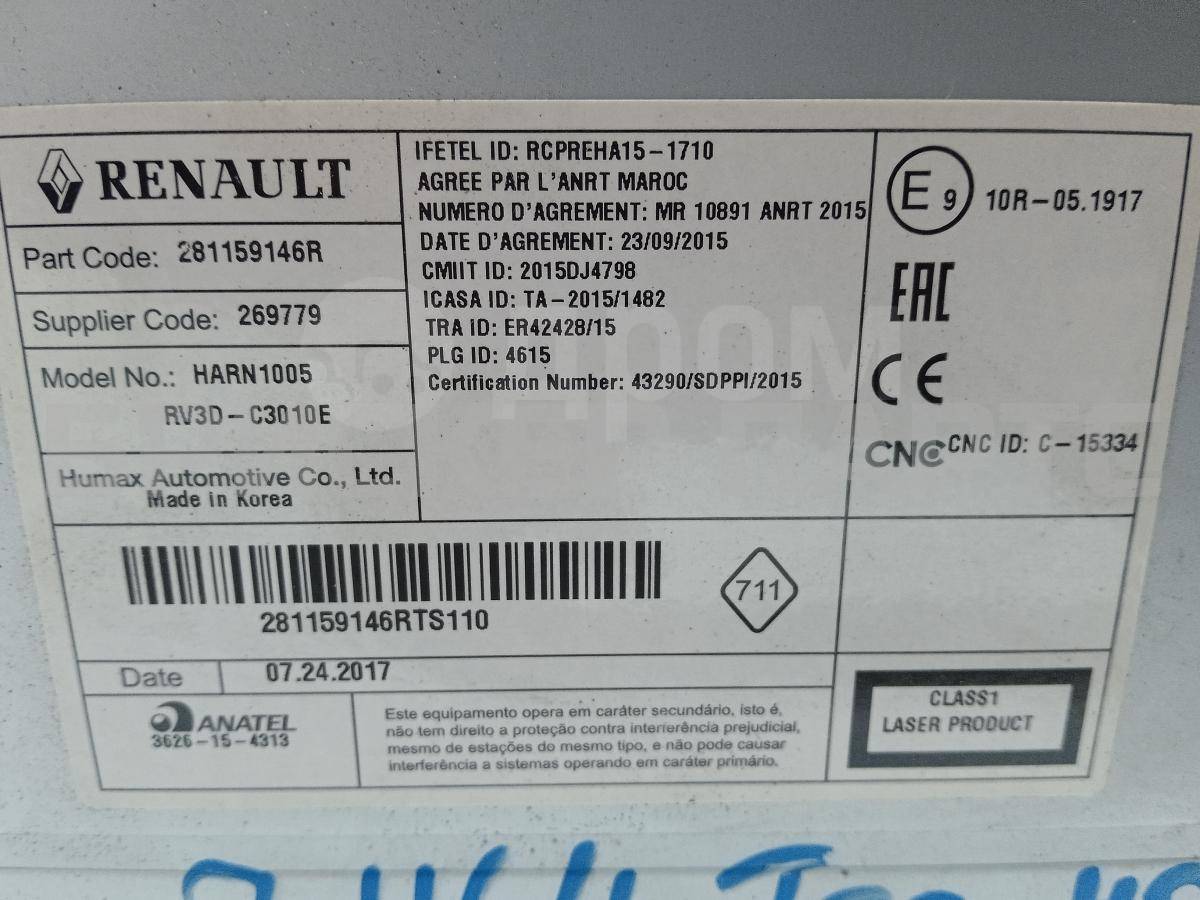 RENAULT
Part Code: 281159146R
Supplier Code: 269779
Model No.: HARN1005
RV3D-C3010E
Humax Automotive Co., Ltd.
Made in Korea
IFETEL ID: RCPREHA15-1710
AGREE PAR L'ANRT MAROC
NUMERO D'AGREMENT: MR 10891 ANRT 2015
DATE D'AGREMENT: 23/09/2015
CMIIT ID: 2015DJ4798
ICASA ID: TA-2015/1482
TRA ID: ER42428/15
PLG ID: 4615
Certification Number: 43290/SDPPI/2015
E9 10R-05.1917
EAC
CE
CNC CNC ID: C-15334
281159146RTS110
711
Date 07.24.2017
ANATEL
3626-15-4313
Este equipamento opera em caráter secundário, isto é,
não tem direito a proteção contra interferência prejudicial,
mesmo de estações do mesmo tipo, e não pode causar
interferência a sistemas operando em caráter primário.
CLASS1
LASER PRODUCT
Дром